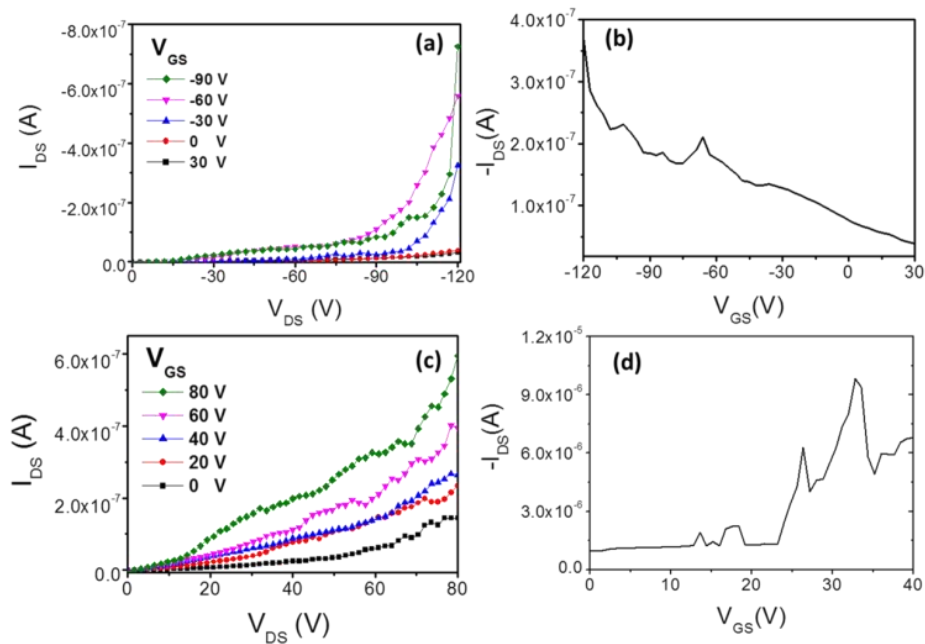 (a)
V_GS
-90 V
-60 V
-30 V
0 V
30 V
-8.0x10⁻⁷
-6.0x10⁻⁷
-4.0x10⁻⁷
-2.0x10⁻⁷
0.0
I_DS (A)
0 -30 -60 -90 -120
V_DS (V)
(b)
4.0x10⁻⁷
3.0x10⁻⁷
2.0x10⁻⁷
1.0x10⁻⁷
-I_DS(A)
-120 -90 -60 -30 0 30
V_GS(V)
(c)
V_GS
80 V
60 V
40 V
20 V
0 V
6.0x10⁻⁷
4.0x10⁻⁷
2.0x10⁻⁷
0.0
I_DS (A)
0 20 40 60 80
V_DS (V)
(d)
1.2x10⁻⁵
9.0x10⁻⁶
6.0x10⁻⁶
3.0x10⁻⁶
0.0
-I_DS(A)
0 10 20 30 40
V_GS(V)